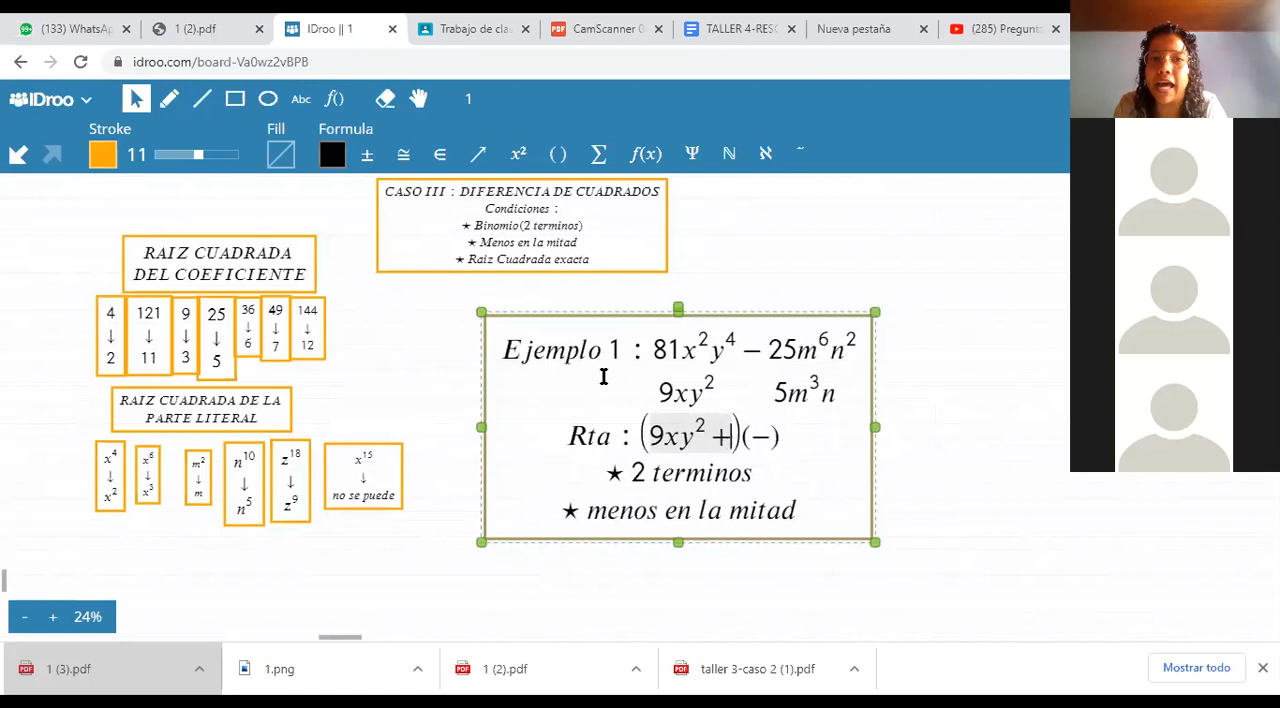 (133) WhatsA
1 (2).pdf
IDroo || 1
Trabajo de cla
CamScanner 0
TALLER 4-RESO
Nueva pestaña
(285) Pregunt
idroo.com/board-Va0wz2vBPB
IDroo
Abc
f()
1
Stroke
Fill
Formula
11
± ≅ ∈ x² ( ) ∑ f(x) Ψ ℕ ℵ
CASO III : DIFERENCIA DE CUADRADOS
Condiciones :
★ Binomio(2 terminos)
★ Menos en la mitad
★ Raiz Cuadrada exacta
RAIZ CUADRADA
DEL COEFICIENTE
4 ↓ 2
121 ↓ 11
9 ↓ 3
25 ↓ 5
36 ↓ 6
49 ↓ 7
144 ↓ 12
RAIZ CUADRADA DE LA
PARTE LITERAL
x⁴ ↓ x²
x⁶ ↓ x³
m² ↓ m
n¹⁰ ↓ n⁵
z¹⁸ ↓ z⁹
x¹⁵ ↓ no se puede
Ejemplo 1 : 81x²y⁴ − 25m⁶n²
9xy² 5m³n
Rta : (9xy² +)(−)
★ 2 terminos
★ menos en la mitad
- + 24%
1 (3).pdf
1.png
1 (2).pdf
taller 3-caso 2 (1).pdf
Mostrar todo